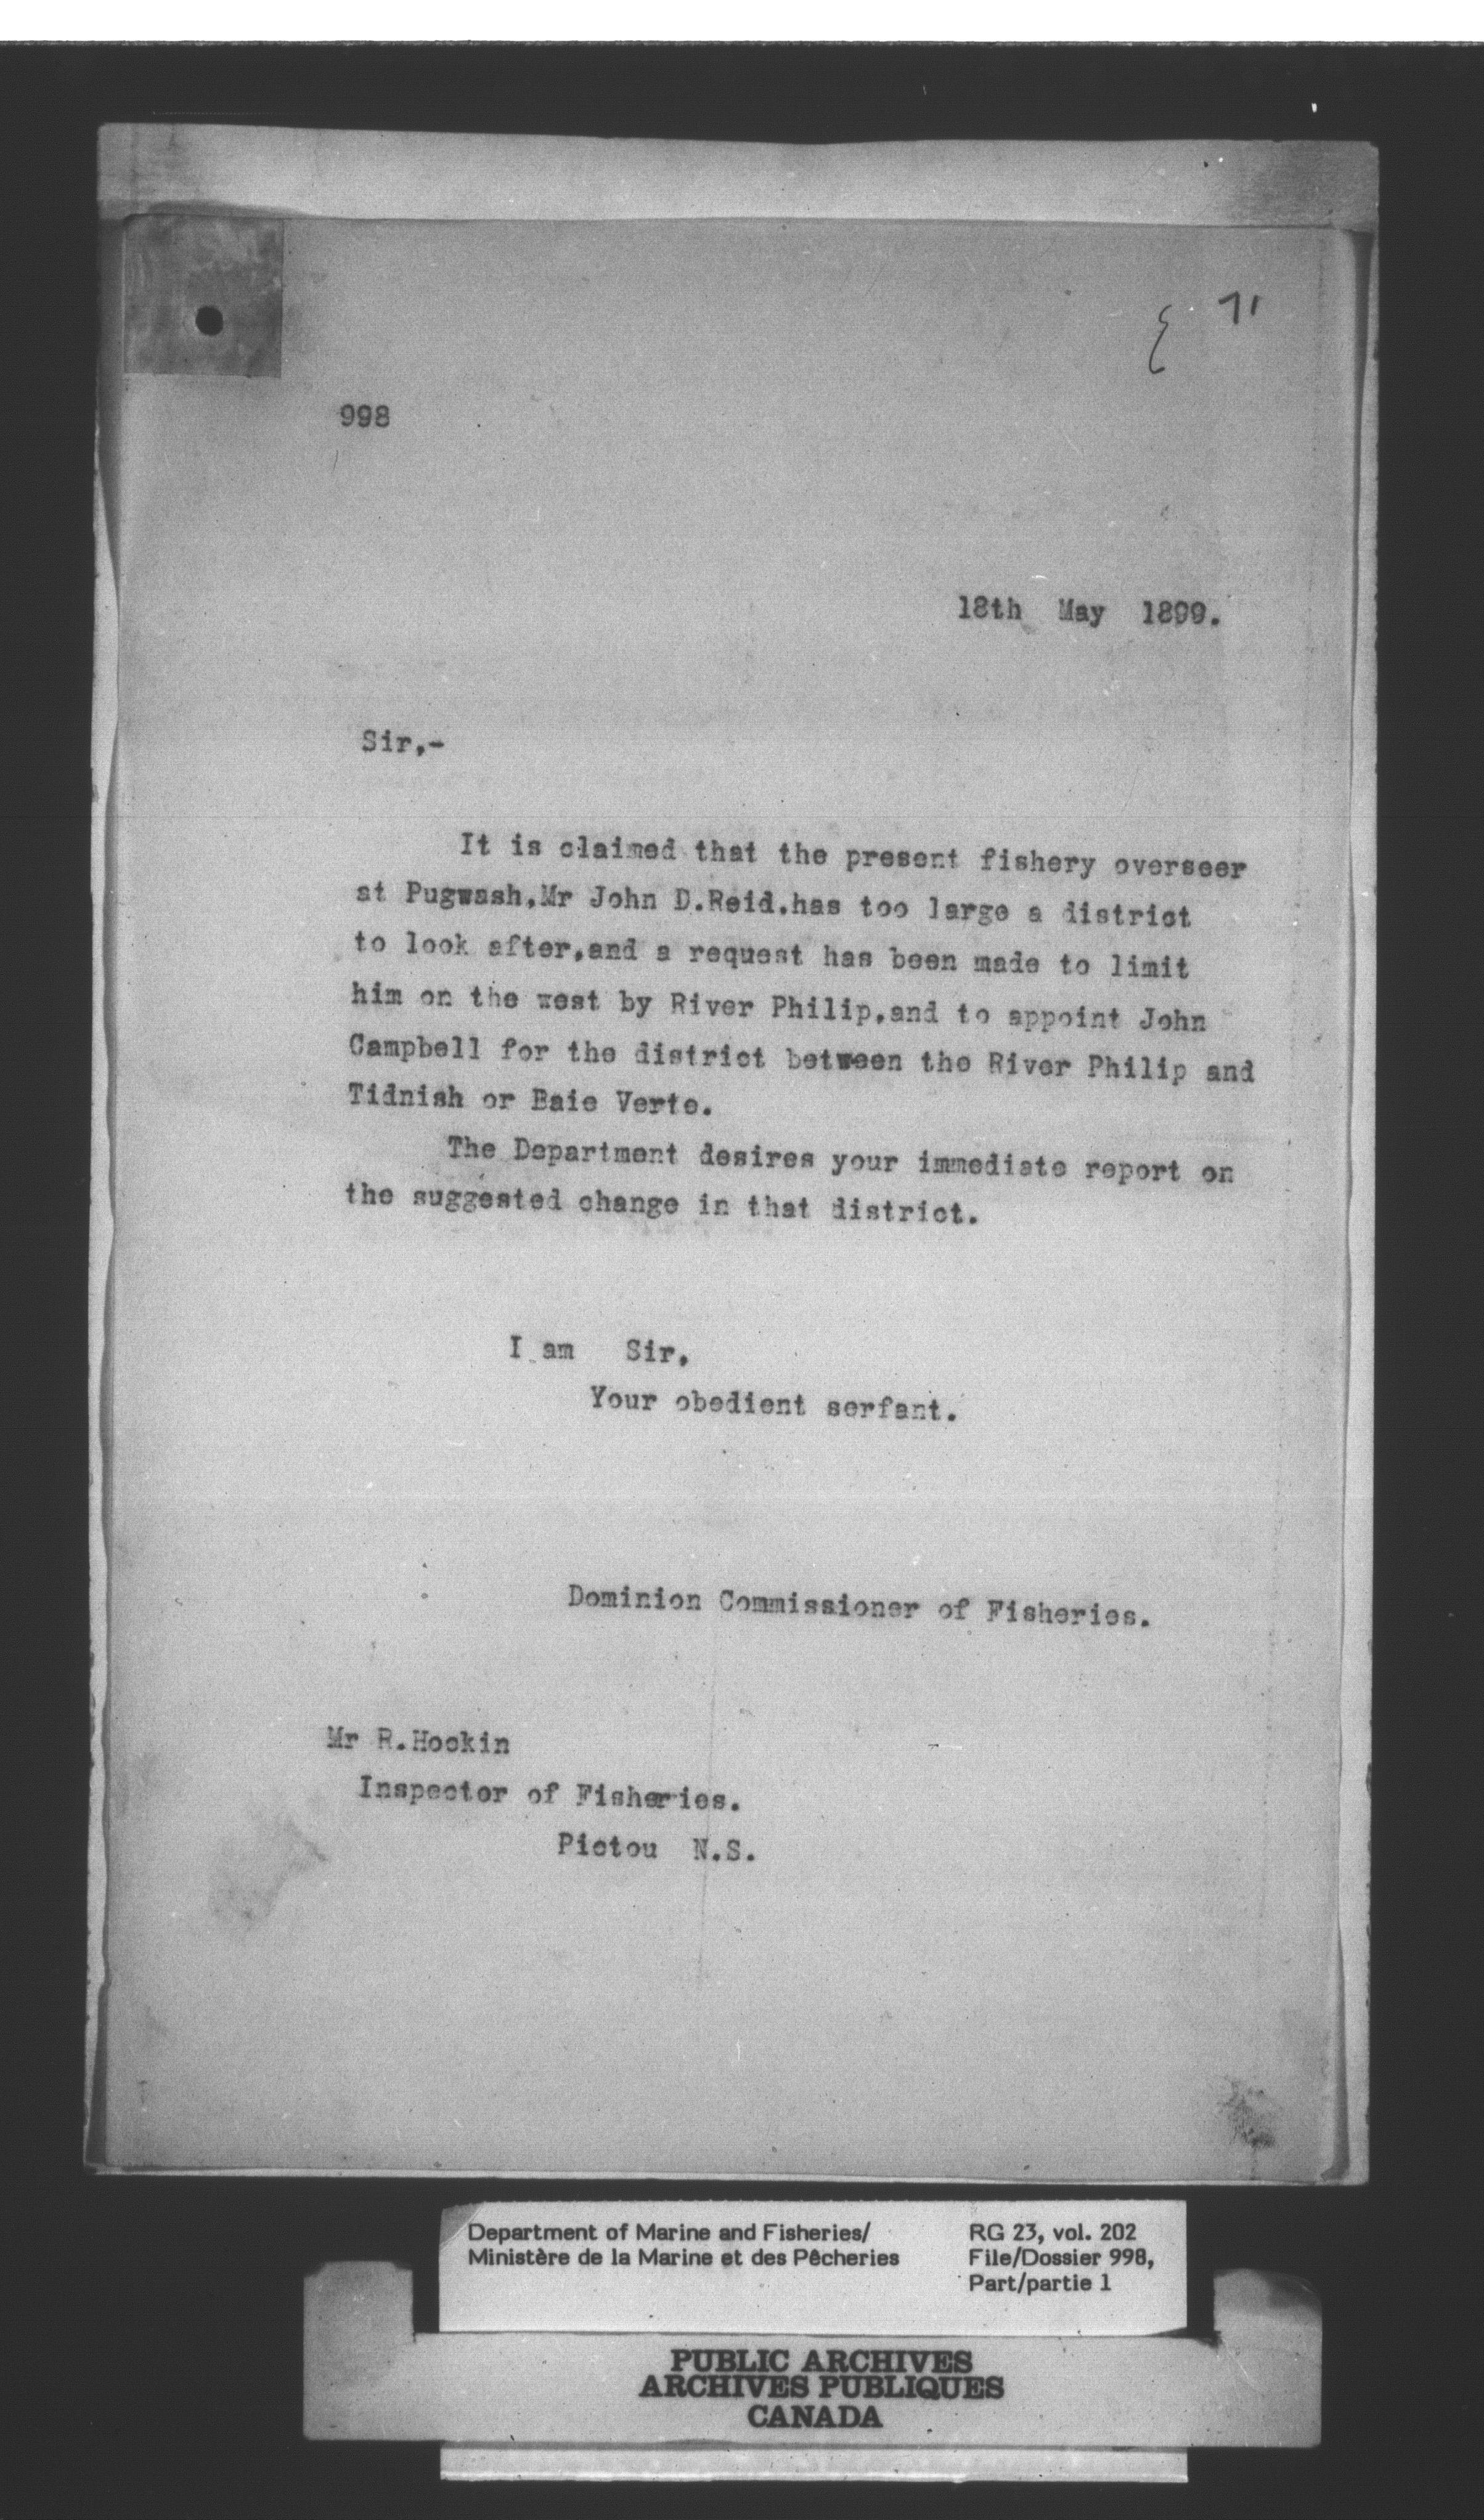 71
998
18th May 1899.
Sir,-
It is claimed that the present fishery overseer
at Pugwash,Mr John D.Reid,has too large a district
to look after,and a request has been made to limit
him on the west by River Philip,and to appoint John
Campbell for the district between the River Philip and
Tidnish or Baie Verte.
The Department desires your immediate report on
the suggested change in that district.
I am Sir,
Your obedient serfant.
Dominion Commissioner of Fisheries.
Mr R.Hockin
Inspector of Fisheries.
Pictou N.S.
Department of Marine and Fisheries/
Ministère de la Marine et des Pêcheries
RG 23, vol. 202
File/Dossier 998,
Part/partie 1
PUBLIC ARCHIVES
ARCHIVES PUBLIQUES
CANADA